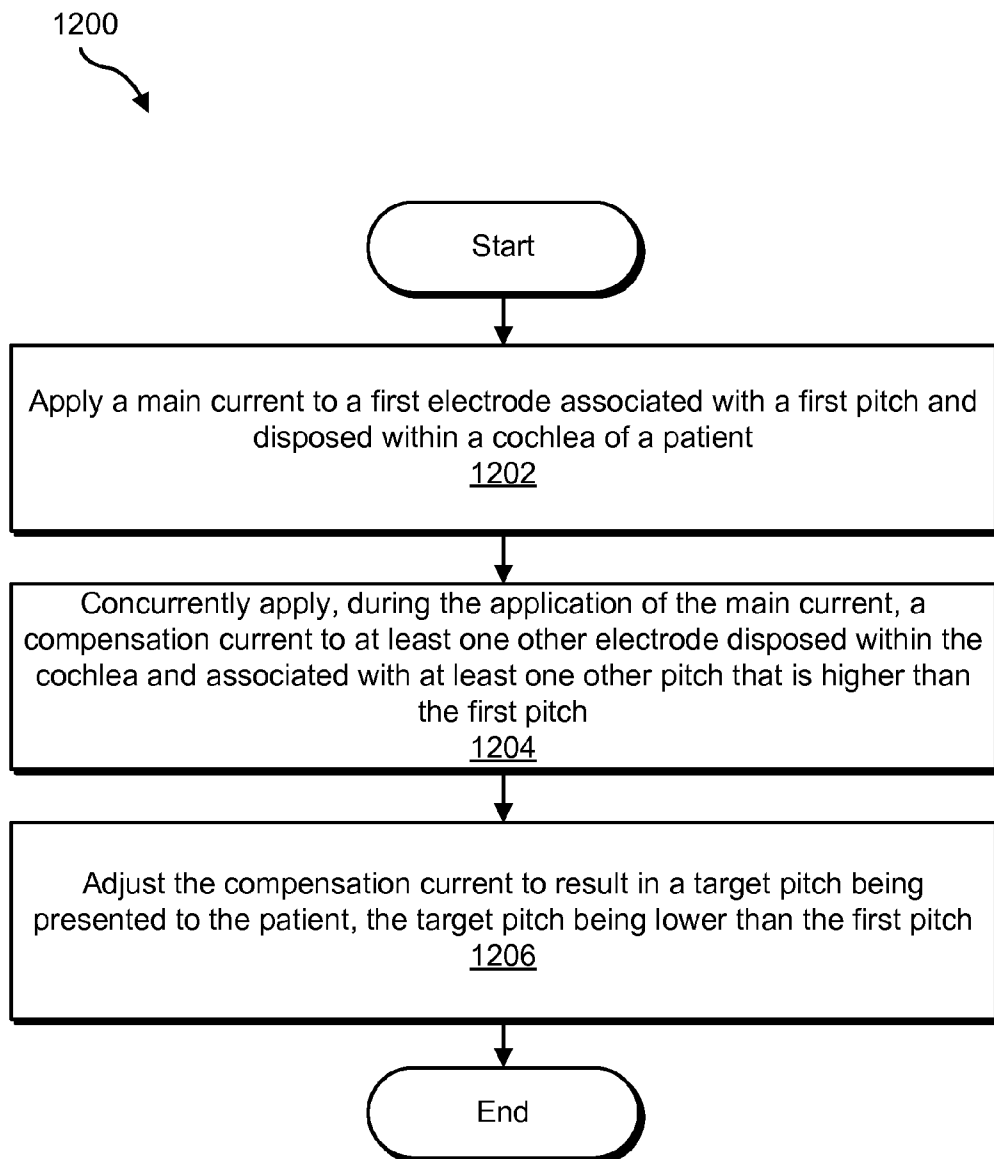 1200
Start
Apply a main current to a first electrode associated with a first pitch and
disposed within a cochlea of a patient
1202
Concurrently apply, during the application of the main current, a
compensation current to at least one other electrode disposed within the
cochlea and associated with at least one other pitch that is higher than
the first pitch
1204
Adjust the compensation current to result in a target pitch being
presented to the patient, the target pitch being lower than the first pitch
1206
End